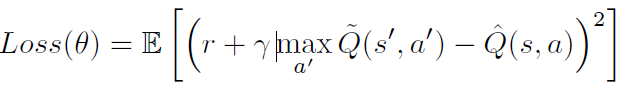 Loss(θ) = 𝔼 [ ( r + γ max_{a′} Q̃(s′, a′) − Q̂(s, a) )² ]